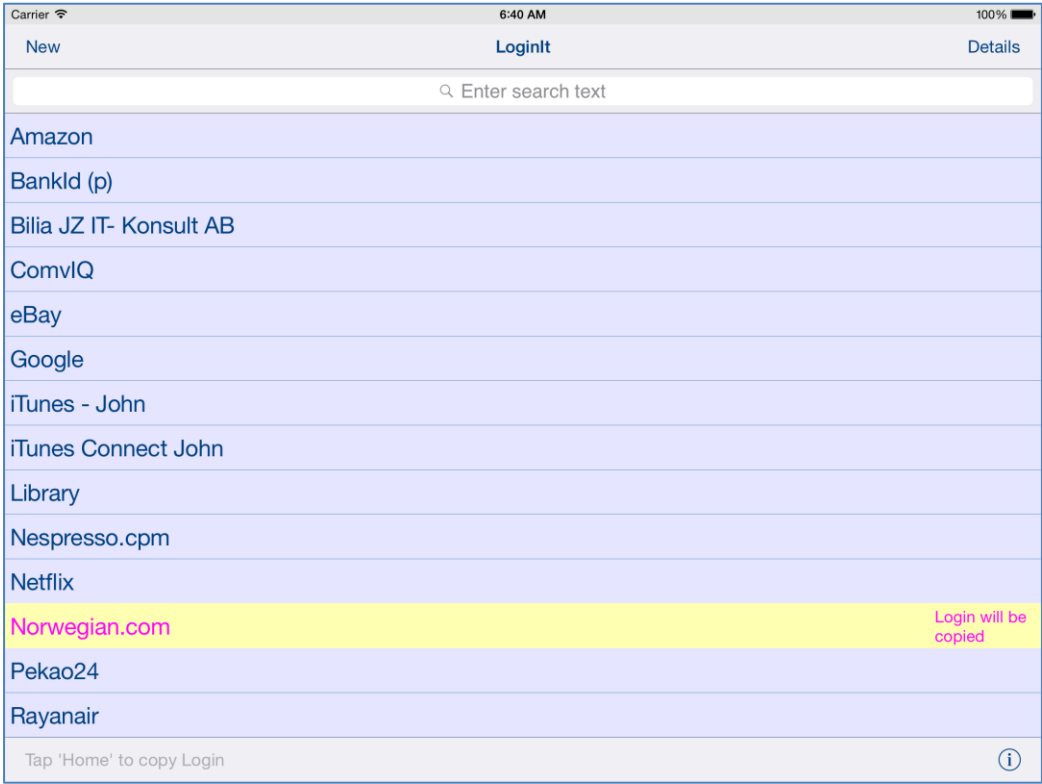 Carrier 6:40 AM 100%
New LoginIt Details
Enter search text
Amazon
BankId (p)
Bilia JZ IT- Konsult AB
ComvIQ
eBay
Google
iTunes - John
iTunes Connect John
Library
Nespresso.cpm
Netflix
Norwegian.com
Login will be
copied
Pekao24
Rayanair
Tap 'Home' to copy Login